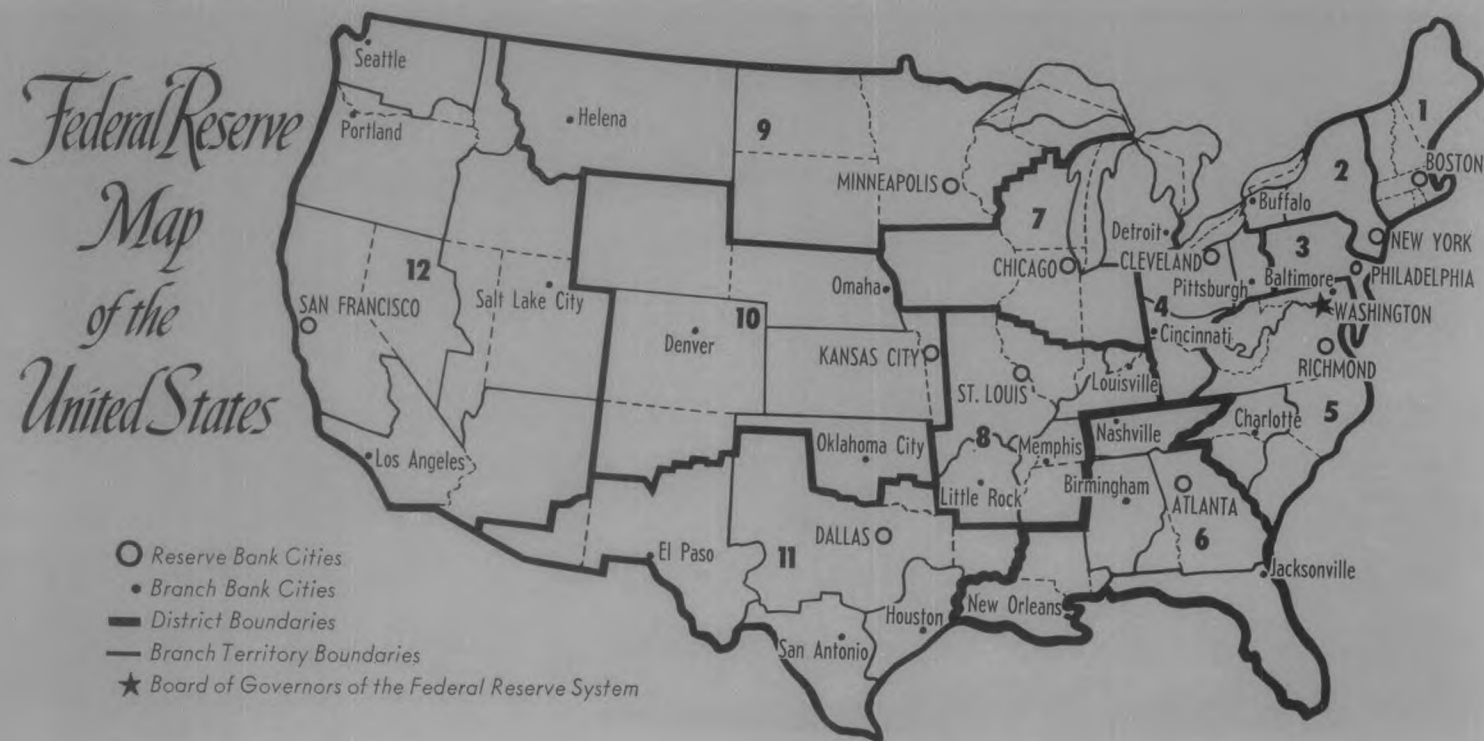 Federal Reserve
Map
of the
United States
Seattle
Portland
Helena
9
MINNEAPOLIS
1
BOSTON
2
Buffalo
NEW YORK
7
Detroit
CHICAGO
CLEVELAND
3
PHILADELPHIA
Pittsburgh
Baltimore
WASHINGTON
12
SAN FRANCISCO
Salt Lake City
Omaha
10
Denver
KANSAS CITY
4
Cincinnati
RICHMOND
ST. LOUIS
Louisville
5
Charlotte
Los Angeles
Oklahoma City
8
Memphis
Nashville
Little Rock
Birmingham
ATLANTA
6
DALLAS
11
El Paso
Jacksonville
Houston
New Orleans
San Antonio
Reserve Bank Cities
Branch Bank Cities
District Boundaries
Branch Territory Boundaries
Board of Governors of the Federal Reserve System